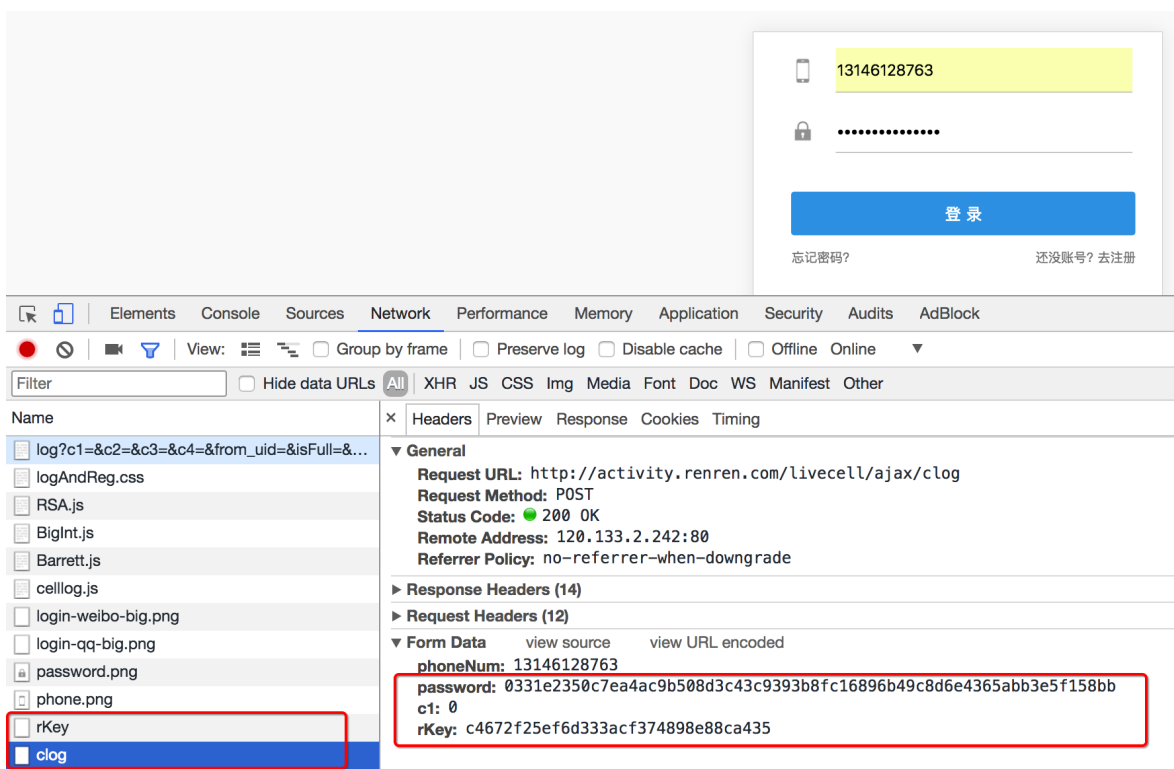 13146128763
•••••••••••••••
登 录
忘记密码? 还没账号? 去注册
Elements Console Sources Network Performance Memory Application Security Audits AdBlock
View: Group by frame Preserve log Disable cache Offline Online ▼
Filter Hide data URLs All XHR JS CSS Img Media Font Doc WS Manifest Other
Name
log?c1=&c2=&c3=&c4=&from_uid=&isFull=&...
logAndReg.css
RSA.js
BigInt.js
Barrett.js
celllog.js
login-weibo-big.png
login-qq-big.png
password.png
phone.png
rKey
clog
× Headers Preview Response Cookies Timing
▼ General
Request URL: http://activity.renren.com/livecell/ajax/clog
Request Method: POST
Status Code: 200 OK
Remote Address: 120.133.2.242:80
Referrer Policy: no-referrer-when-downgrade
▶ Response Headers (14)
▶ Request Headers (12)
▼ Form Data view source view URL encoded
phoneNum: 13146128763
password: 0331e2350c7ea4ac9b508d3c43c9393b8fc16896b49c8d6e4365abb3e5f158bb
c1: 0
rKey: c4672f25ef6d333acf374898e88ca435